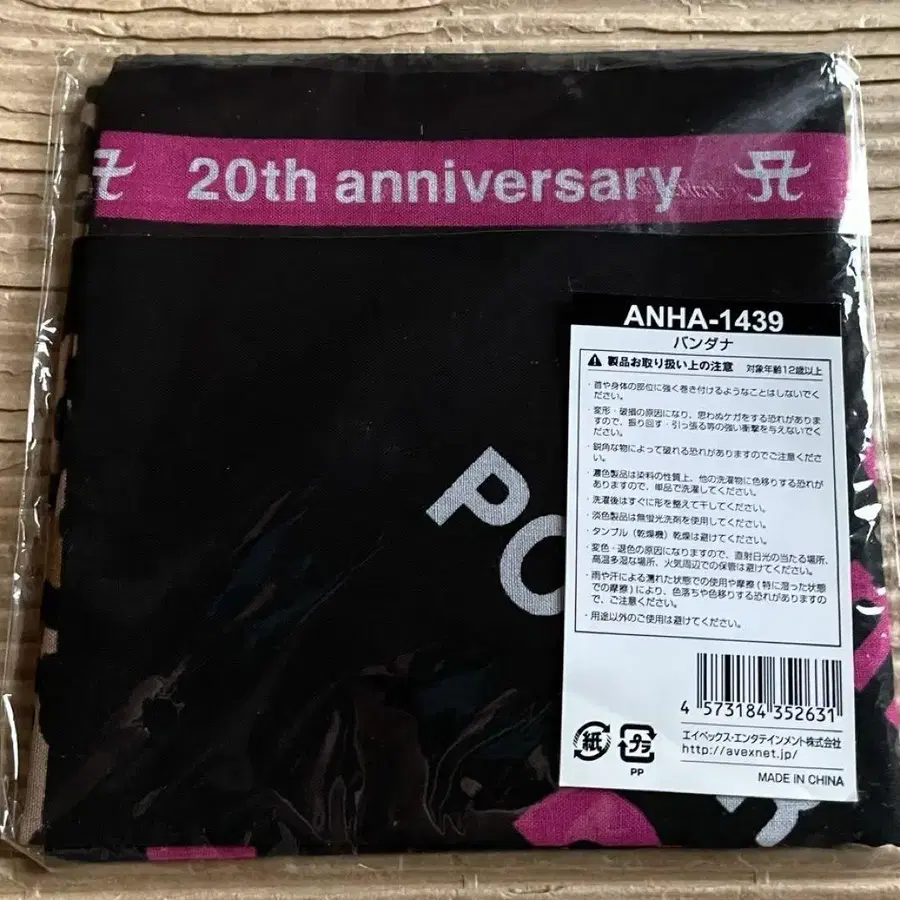 20th anniversary
PO
ANHA-1439
バンダナ
製品お取り扱い上の注意 対象年齢12歳以上
・首や身体の部位に強く巻き付けるようなことはしないでく
ださい。
・変形・破損の原因になり、思わぬケガをする恐れがありま
すので、振り回す・引っ張る等の強い衝撃を与えないでく
ださい。
・鋭角な物によって破れる恐れがありますのでご注意くださ
い。
・濃色製品は染料の性質上、他の洗濯物に色移りする恐れが
ありますので、単品で洗濯してください。
・洗濯後はすぐに形を整えて干してください。
・淡色製品は無蛍光洗剤を使用してください。
・タンブル(乾燥機)乾燥は避けてください。
・変色・退色の原因になりますので、直射日光の当たる場所、
高温多湿な場所、火気周辺での保管は避けてください。
・雨や汗による濡れた状態での使用や摩擦(特に湿った状態
での摩擦)により、色落ちや色移りする恐れがありますの
で、ご注意ください。
・用途以外のご使用は避けてください。
4 573184 352631
紙
プラ
PP
エイベックス・エンタテインメント株式会社
http://avexnet.jp/
MADE IN CHINA